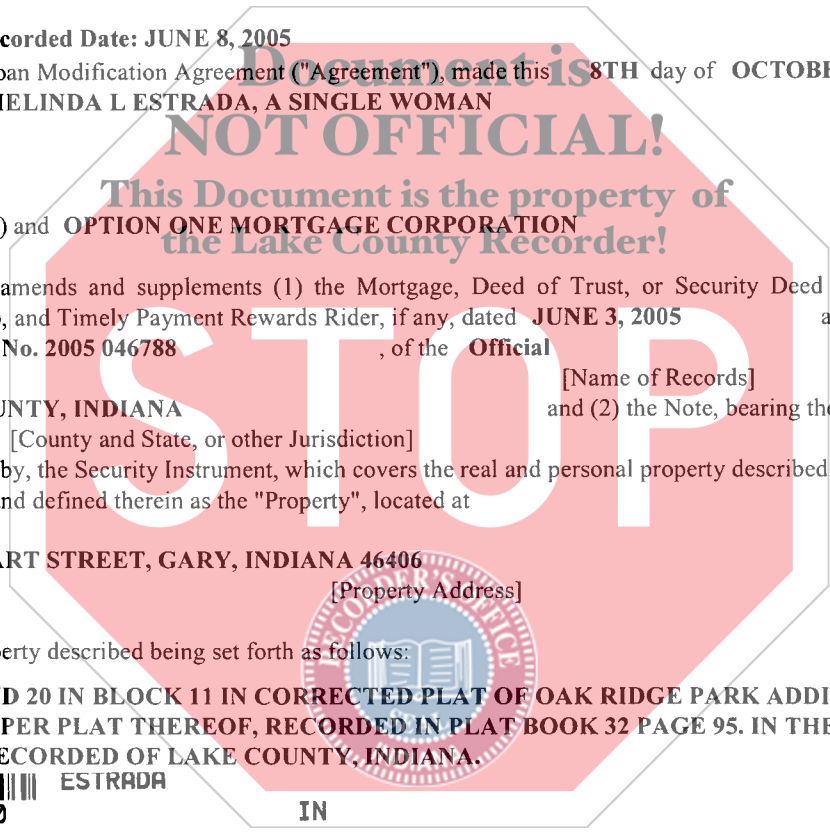 corded Date: JUNE 8, 2005
Document is
oan Modification Agreement ("Agreement"), made this 8TH day of OCTOBE
MELINDA L ESTRADA, A SINGLE WOMAN
NOT OFFICIAL!
This Document is the property of
) and OPTION ONE MORTGAGE CORPORATION
the Lake County Recorder!
amends and supplements (1) the Mortgage, Deed of Trust, or Security Deed
, and Timely Payment Rewards Rider, if any, dated JUNE 3, 2005 a
No. 2005 046788 , of the Official
[Name of Records]
UNTY, INDIANA and (2) the Note, bearing the
[County and State, or other Jurisdiction]
by, the Security Instrument, which covers the real and personal property described
nd defined therein as the "Property", located at
STOP
ART STREET, GARY, INDIANA 46406
[Property Address]
RECORDER'S OFFICE
erty described being set forth as follows:
D 20 IN BLOCK 11 IN CORRECTED PLAT OF OAK RIDGE PARK ADDI
PER PLAT THEREOF, RECORDED IN PLAT BOOK 32 PAGE 95. IN THE
ECORDED OF LAKE COUNTY, INDIANA.
ESTRADA
0 IN